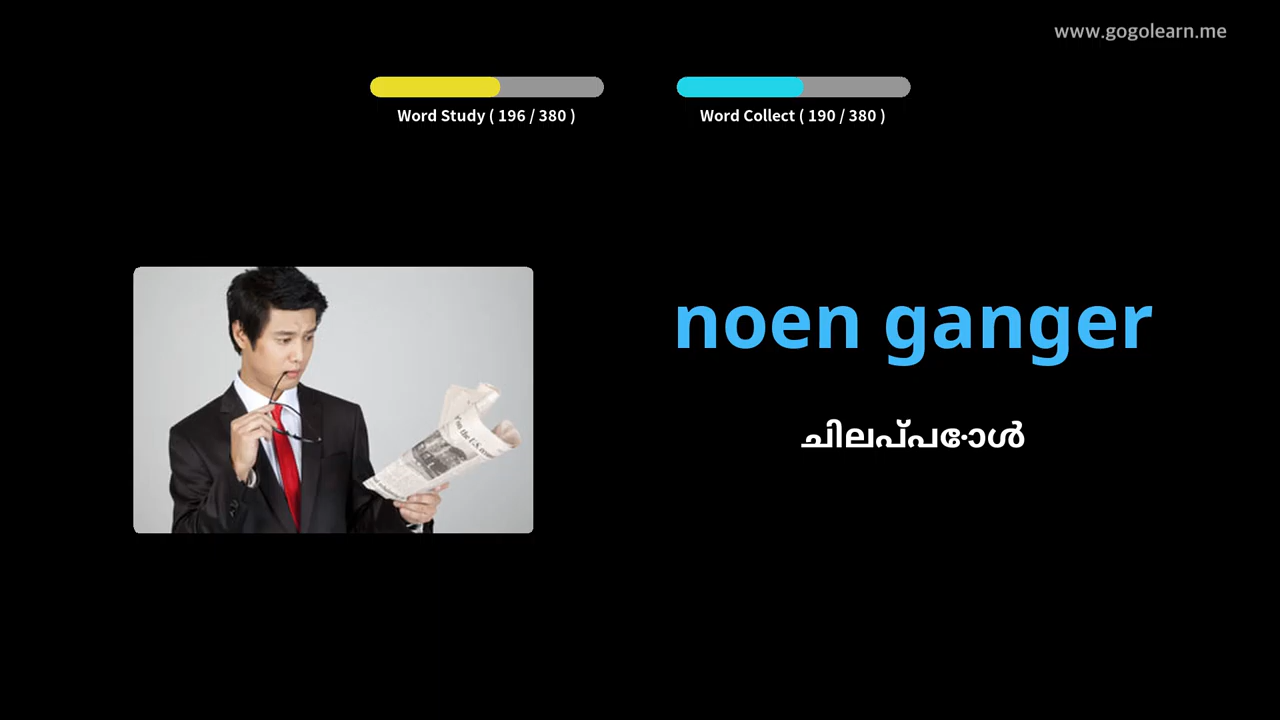 www.gogolearn.me
Word Study ( 196 / 380 )
Word Collect ( 190 / 380 )
noen ganger
ചിലപ്പോൾ